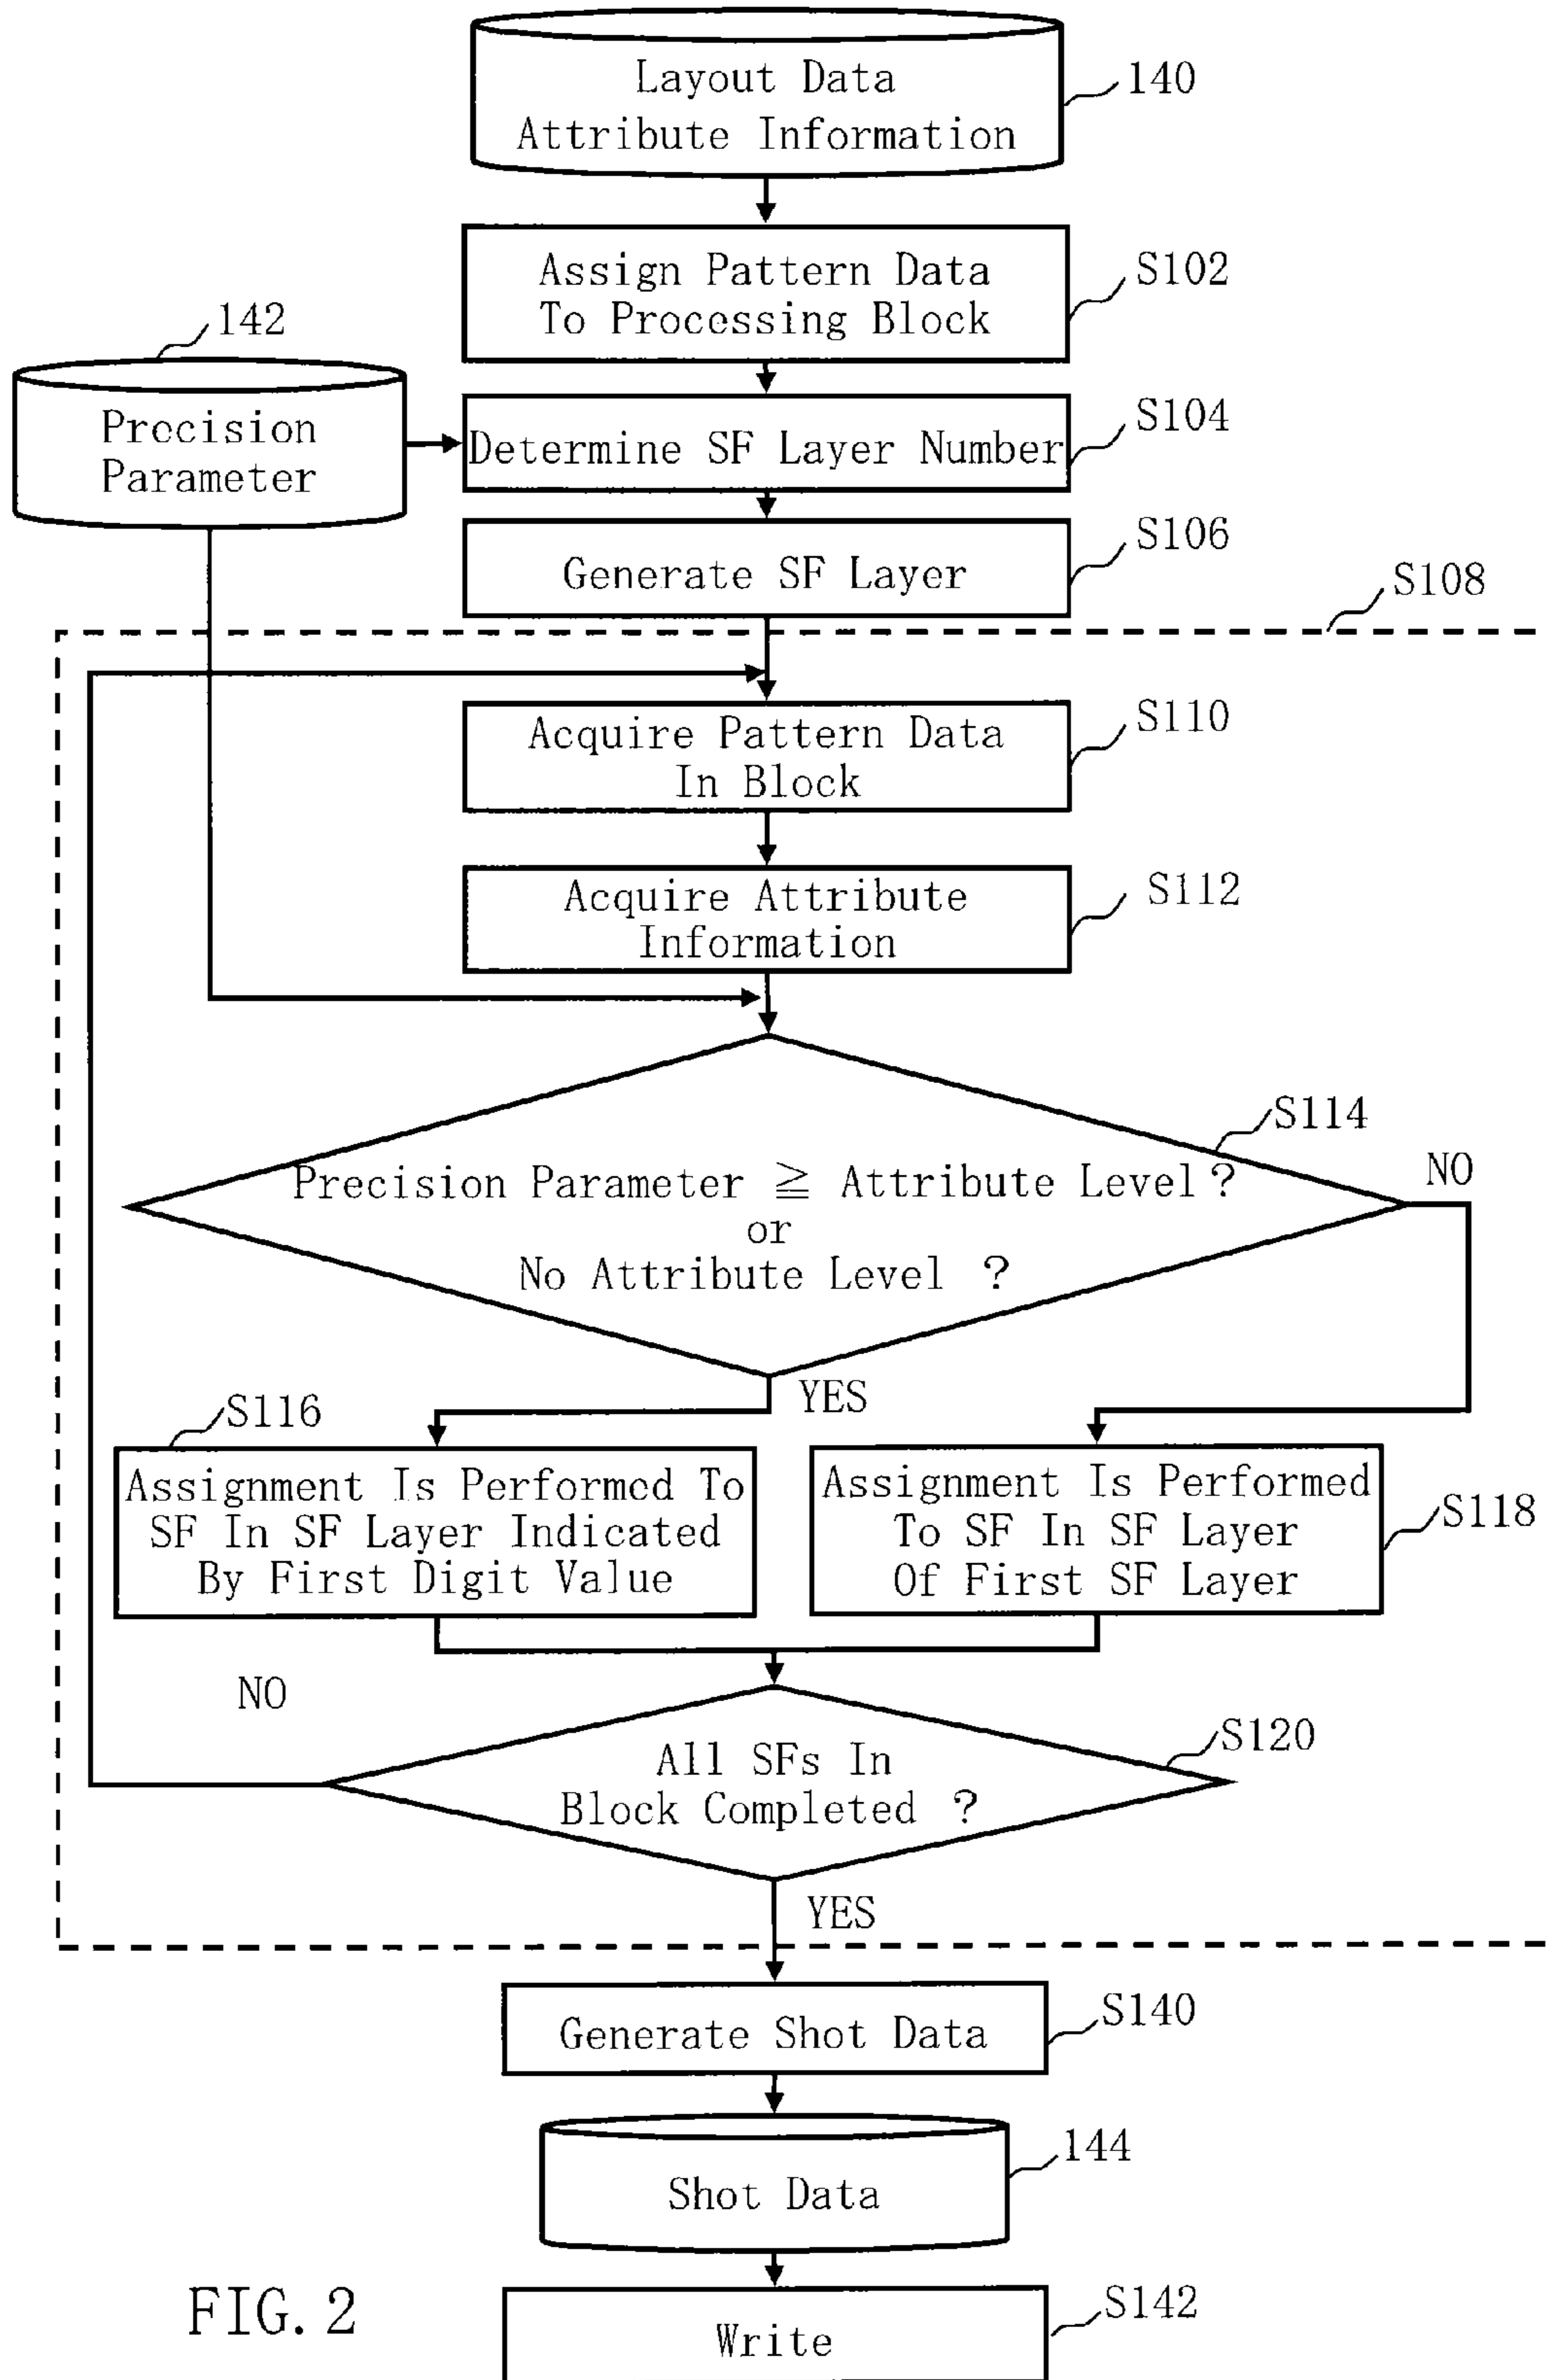 Layout Data
Attribute Information
140
Assign Pattern Data
To Processing Block
S102
142
Precision
Parameter
Determine SF Layer Number
S104
Generate SF Layer
S106
S108
Acquire Pattern Data
In Block
S110
Acquire Attribute
Information
S112
S114
Precision Parameter ≧ Attribute Level ?
or
No Attribute Level ?
NO
YES
S116
Assignment Is Performed To
SF In SF Layer Indicated
By First Digit Value
Assignment Is Performed
To SF In SF Layer
Of First SF Layer
S118
NO
All SFs In
Block Completed ?
S120
YES
Generate Shot Data
S140
Shot Data
144
FIG. 2
Write
S142